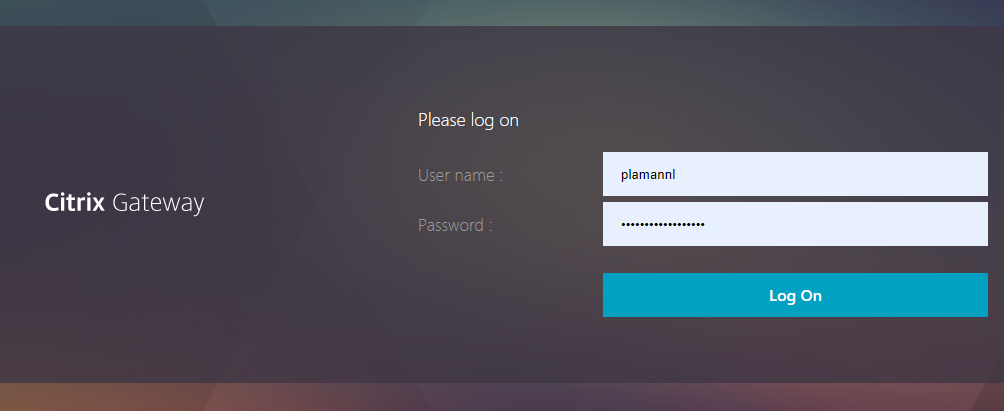 Please log on
User name :
plamannl
Citrix Gateway
Password :
••••••••••••••••••
Log On